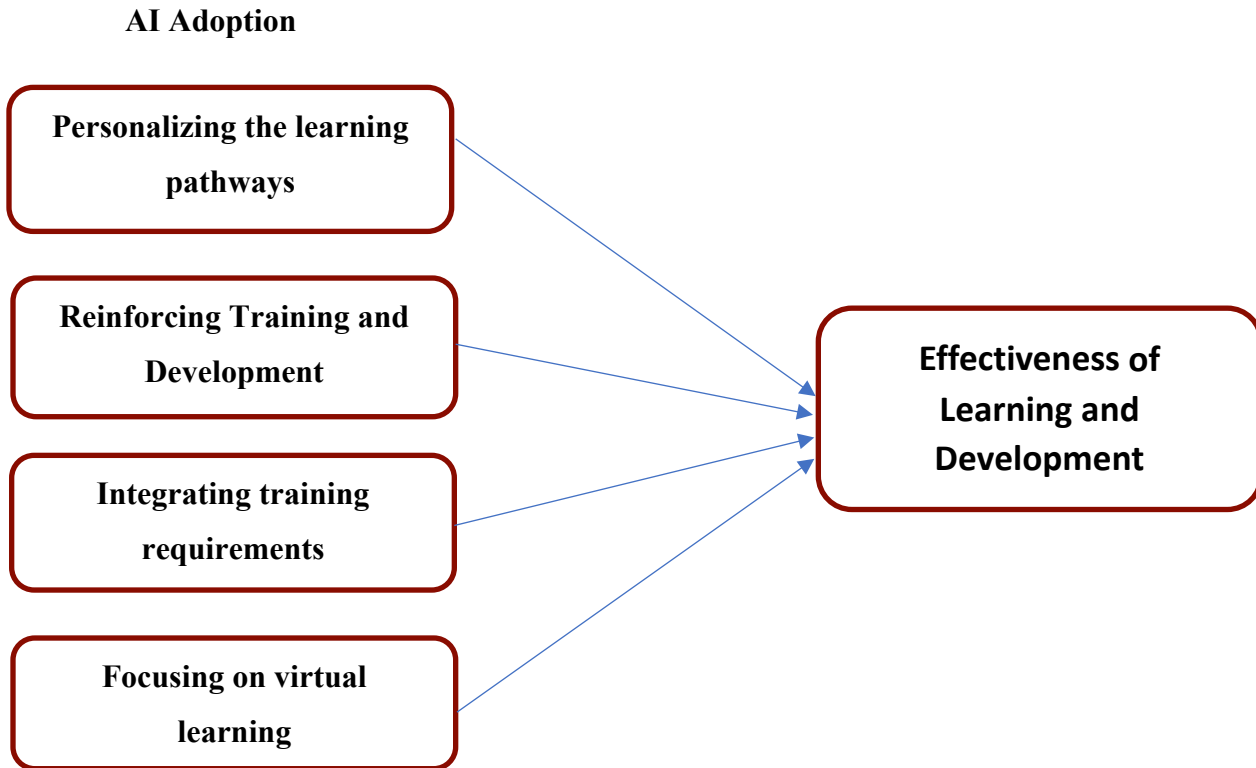 AI Adoption
Personalizing the learning
pathways
Reinforcing Training and
Development
Integrating training
requirements
Focusing on virtual
learning
Effectiveness of
Learning and
Development